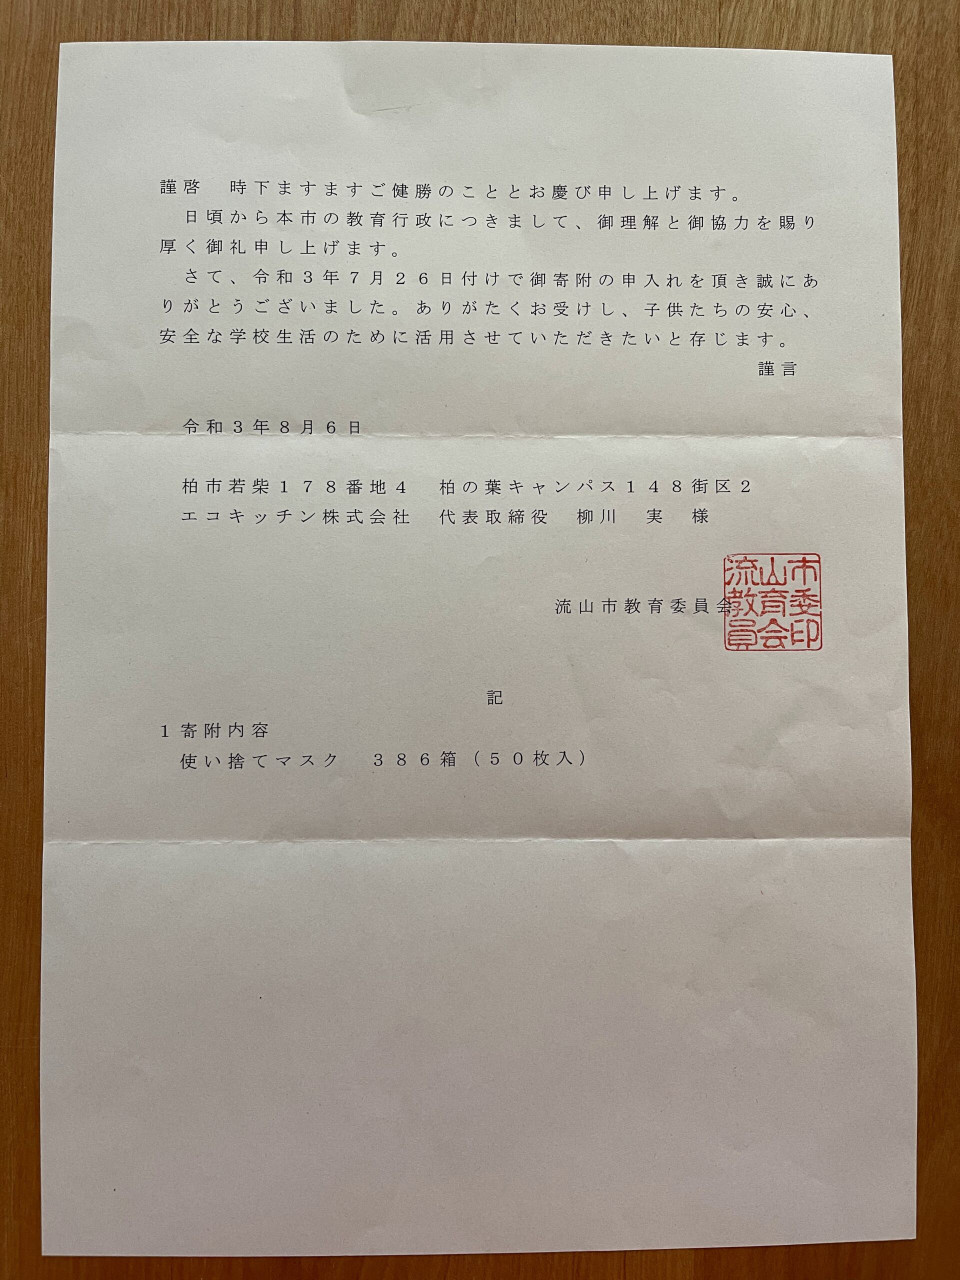 謹啓　時下ますますご健勝のこととお慶び申し上げます。
　日頃から本市の教育行政につきまして、御理解と御協力を賜り
厚く御礼申し上げます。
　さて、令和３年７月２６日付けで御寄附の申入れを頂き誠にあ
りがとうございました。ありがたくお受けし、子供たちの安心、
安全な学校生活のために活用させていただきたいと存じます。
謹言
令和３年８月６日
柏市若柴１７８番地４　柏の葉キャンパス１４８街区２
エコキッチン株式会社　代表取締役　柳川　実　様
流山市教育委員会
流山市
教育委
員会印
記
１寄附内容
使い捨てマスク　３８６箱（５０枚入）